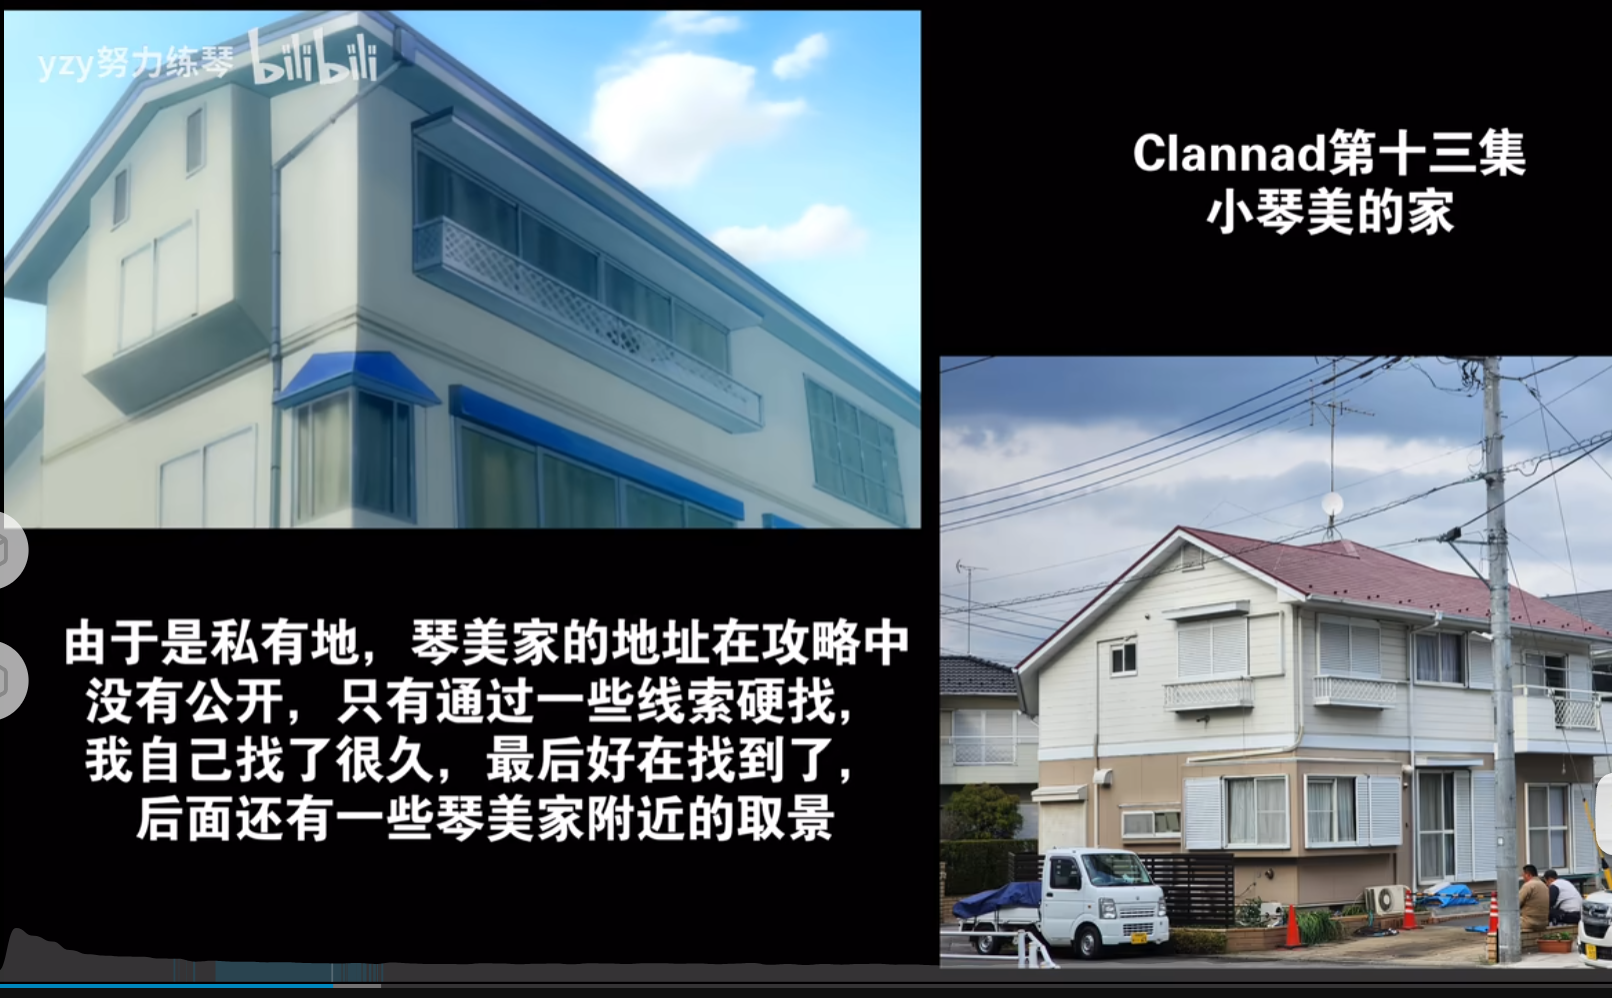 yzy努力练琴 bilibili
Clannad第十三集
小琴美的家
由于是私有地，琴美家的地址在攻略中
没有公开，只有通过一些线索硬找，
我自己找了很久，最后好在找到了，
后面还有一些琴美家附近的取景